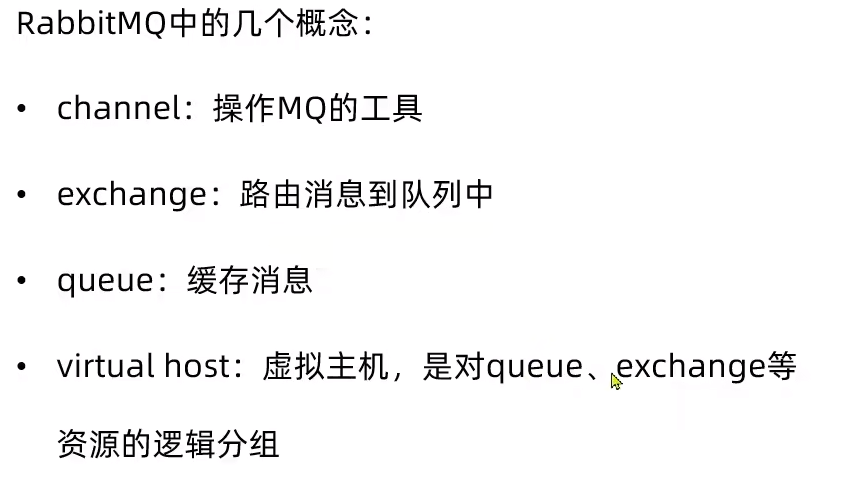 RabbitMQ中的几个概念：
• channel：操作MQ的工具
• exchange：路由消息到队列中
• queue：缓存消息
• virtual host：虚拟主机，是对queue、exchange等
资源的逻辑分组